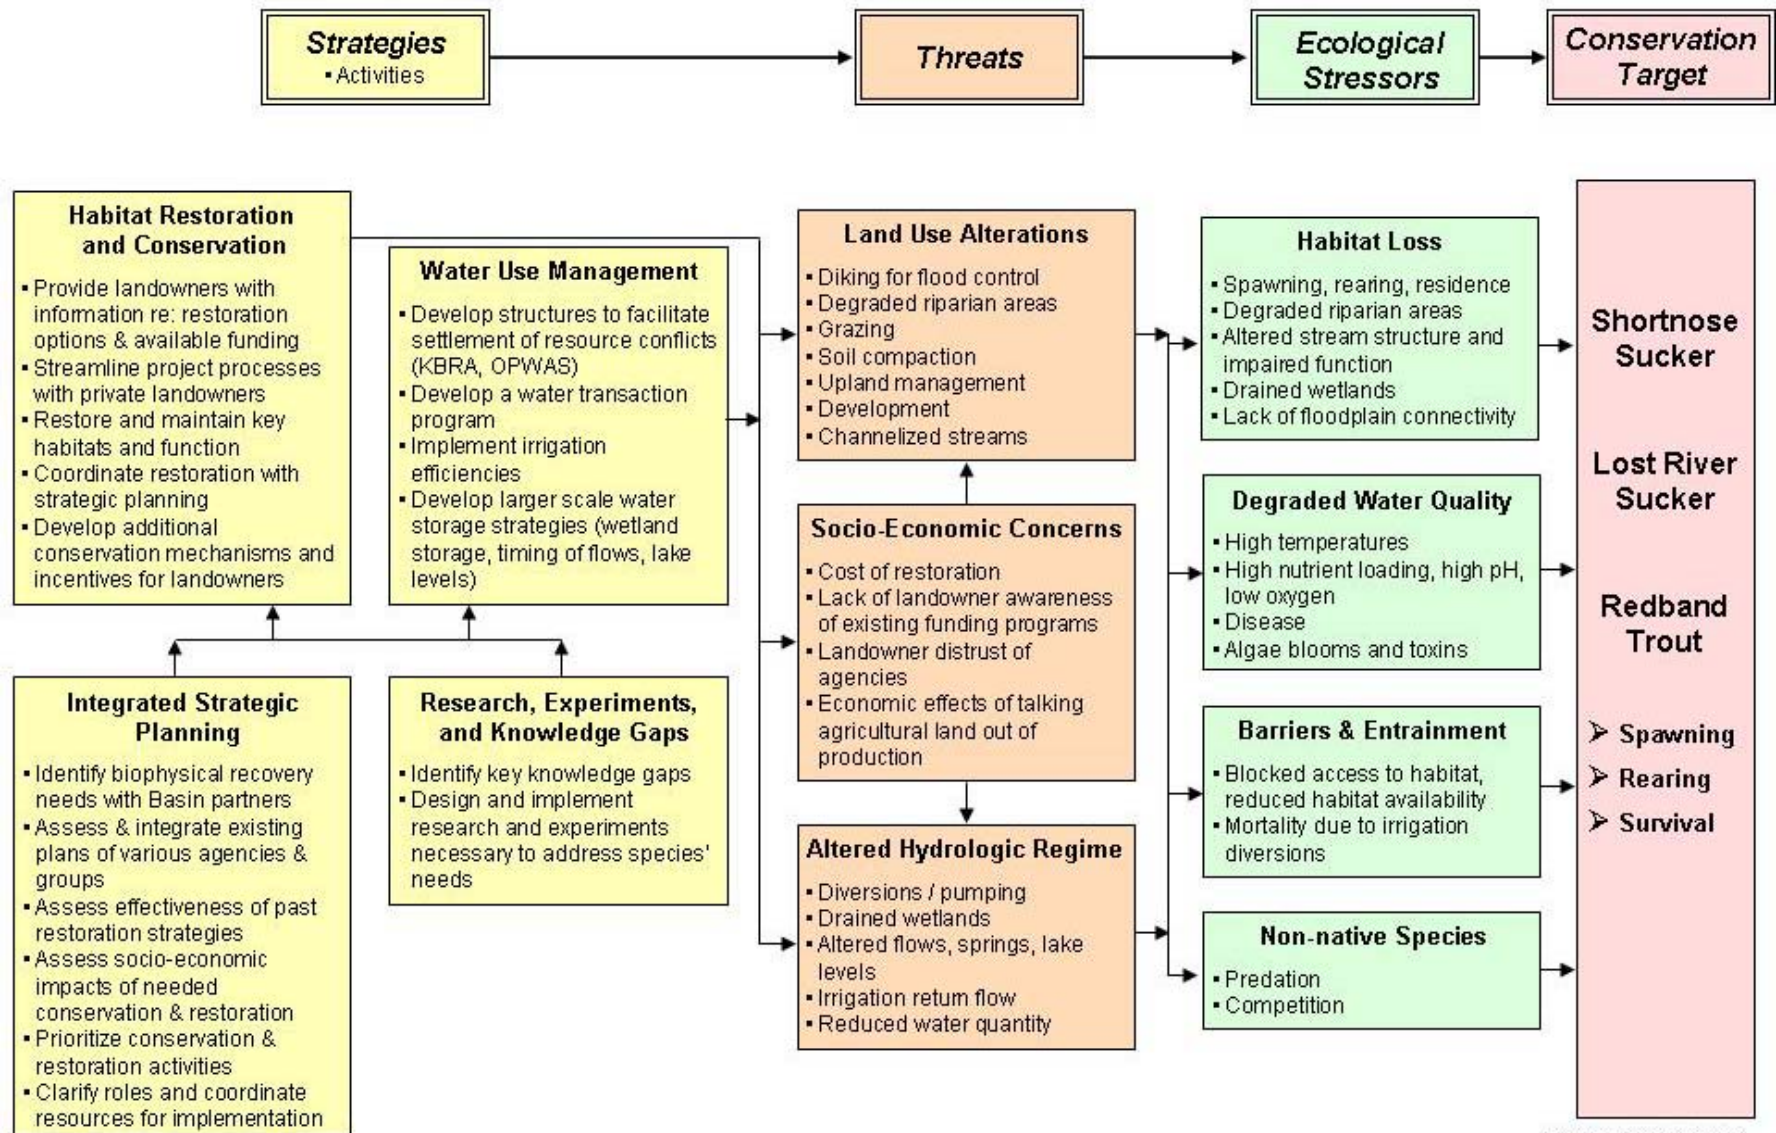 Strategies
▪ Activities
Threats
Ecological
Stressors
Conservation
Target
Habitat Restoration
and Conservation
▪ Provide landowners with
information re: restoration
options & available funding
▪ Streamline project processes
with private landowners
▪ Restore and maintain key
habitats and function
▪ Coordinate restoration with
strategic planning
▪ Develop additional
conservation mechanisms and
incentives for landowners
Water Use Management
▪ Develop structures to facilitate
settlement of resource conflicts
(KBRA, OPWAS)
▪ Develop a water transaction
program
▪ Implement irrigation
efficiencies
▪ Develop larger scale water
storage strategies (wetland
storage, timing of flows, lake
levels)
Integrated Strategic
Planning
▪ Identify biophysical recovery
needs with Basin partners
▪ Assess & integrate existing
plans of various agencies &
groups
▪ Assess effectiveness of past
restoration strategies
▪ Assess socio-economic
impacts of needed
conservation & restoration
▪ Prioritize conservation &
restoration activities
▪ Clarify roles and coordinate
resources for implementation
Research, Experiments,
and Knowledge Gaps
▪ Identify key knowledge gaps
▪ Design and implement
research and experiments
necessary to address species'
needs
Land Use Alterations
▪ Diking for flood control
▪ Degraded riparian areas
▪ Grazing
▪ Soil compaction
▪ Upland management
▪ Development
▪ Channelized streams
Socio-Economic Concerns
▪ Cost of restoration
▪ Lack of landowner awareness
of existing funding programs
▪ Landowner distrust of
agencies
▪ Economic effects of talking
agricultural land out of
production
Altered Hydrologic Regime
▪ Diversions / pumping
▪ Drained wetlands
▪ Altered flows, springs, lake
levels
▪ Irrigation return flow
▪ Reduced water quantity
Habitat Loss
▪ Spawning, rearing, residence
▪ Degraded riparian areas
▪ Altered stream structure and
impaired function
▪ Drained wetlands
▪ Lack of floodplain connectivity
Degraded Water Quality
▪ High temperatures
▪ High nutrient loading, high pH,
low oxygen
▪ Disease
▪ Algae blooms and toxins
Barriers & Entrainment
▪ Blocked access to habitat,
reduced habitat availability
▪ Mortality due to irrigation
diversions
Non-native Species
▪ Predation
▪ Competition
Shortnose
Sucker
Lost River
Sucker
Redband
Trout
➢ Spawning
➢ Rearing
➢ Survival